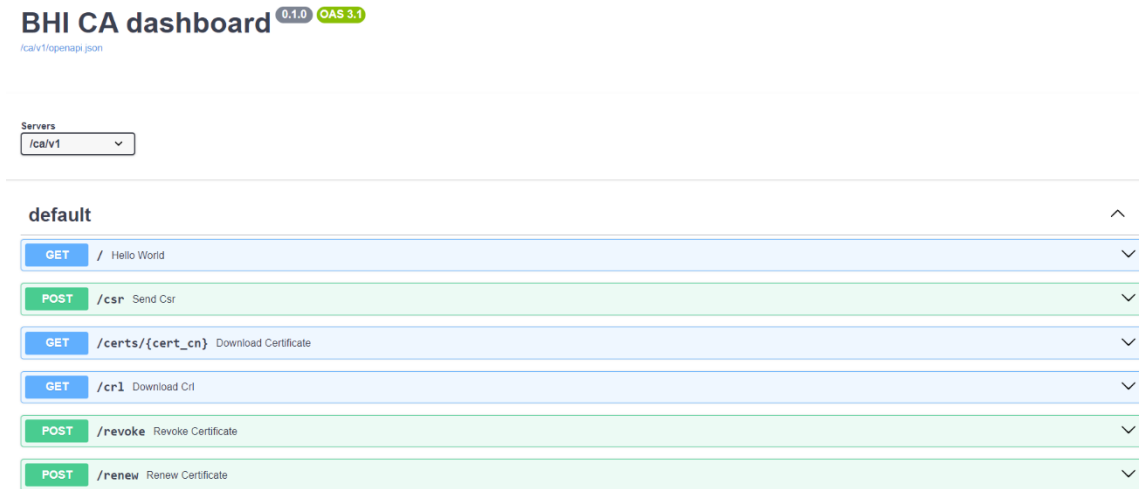 BHI CA dashboard 0.1.0 OAS 3.1
/ca/v1/openapi.json
Servers
/ca/v1
default
GET / Hello World
POST /csr Send Csr
GET /certs/{cert_cn} Download Certificate
GET /crl Download Crl
POST /revoke Revoke Certificate
POST /renew Renew Certificate